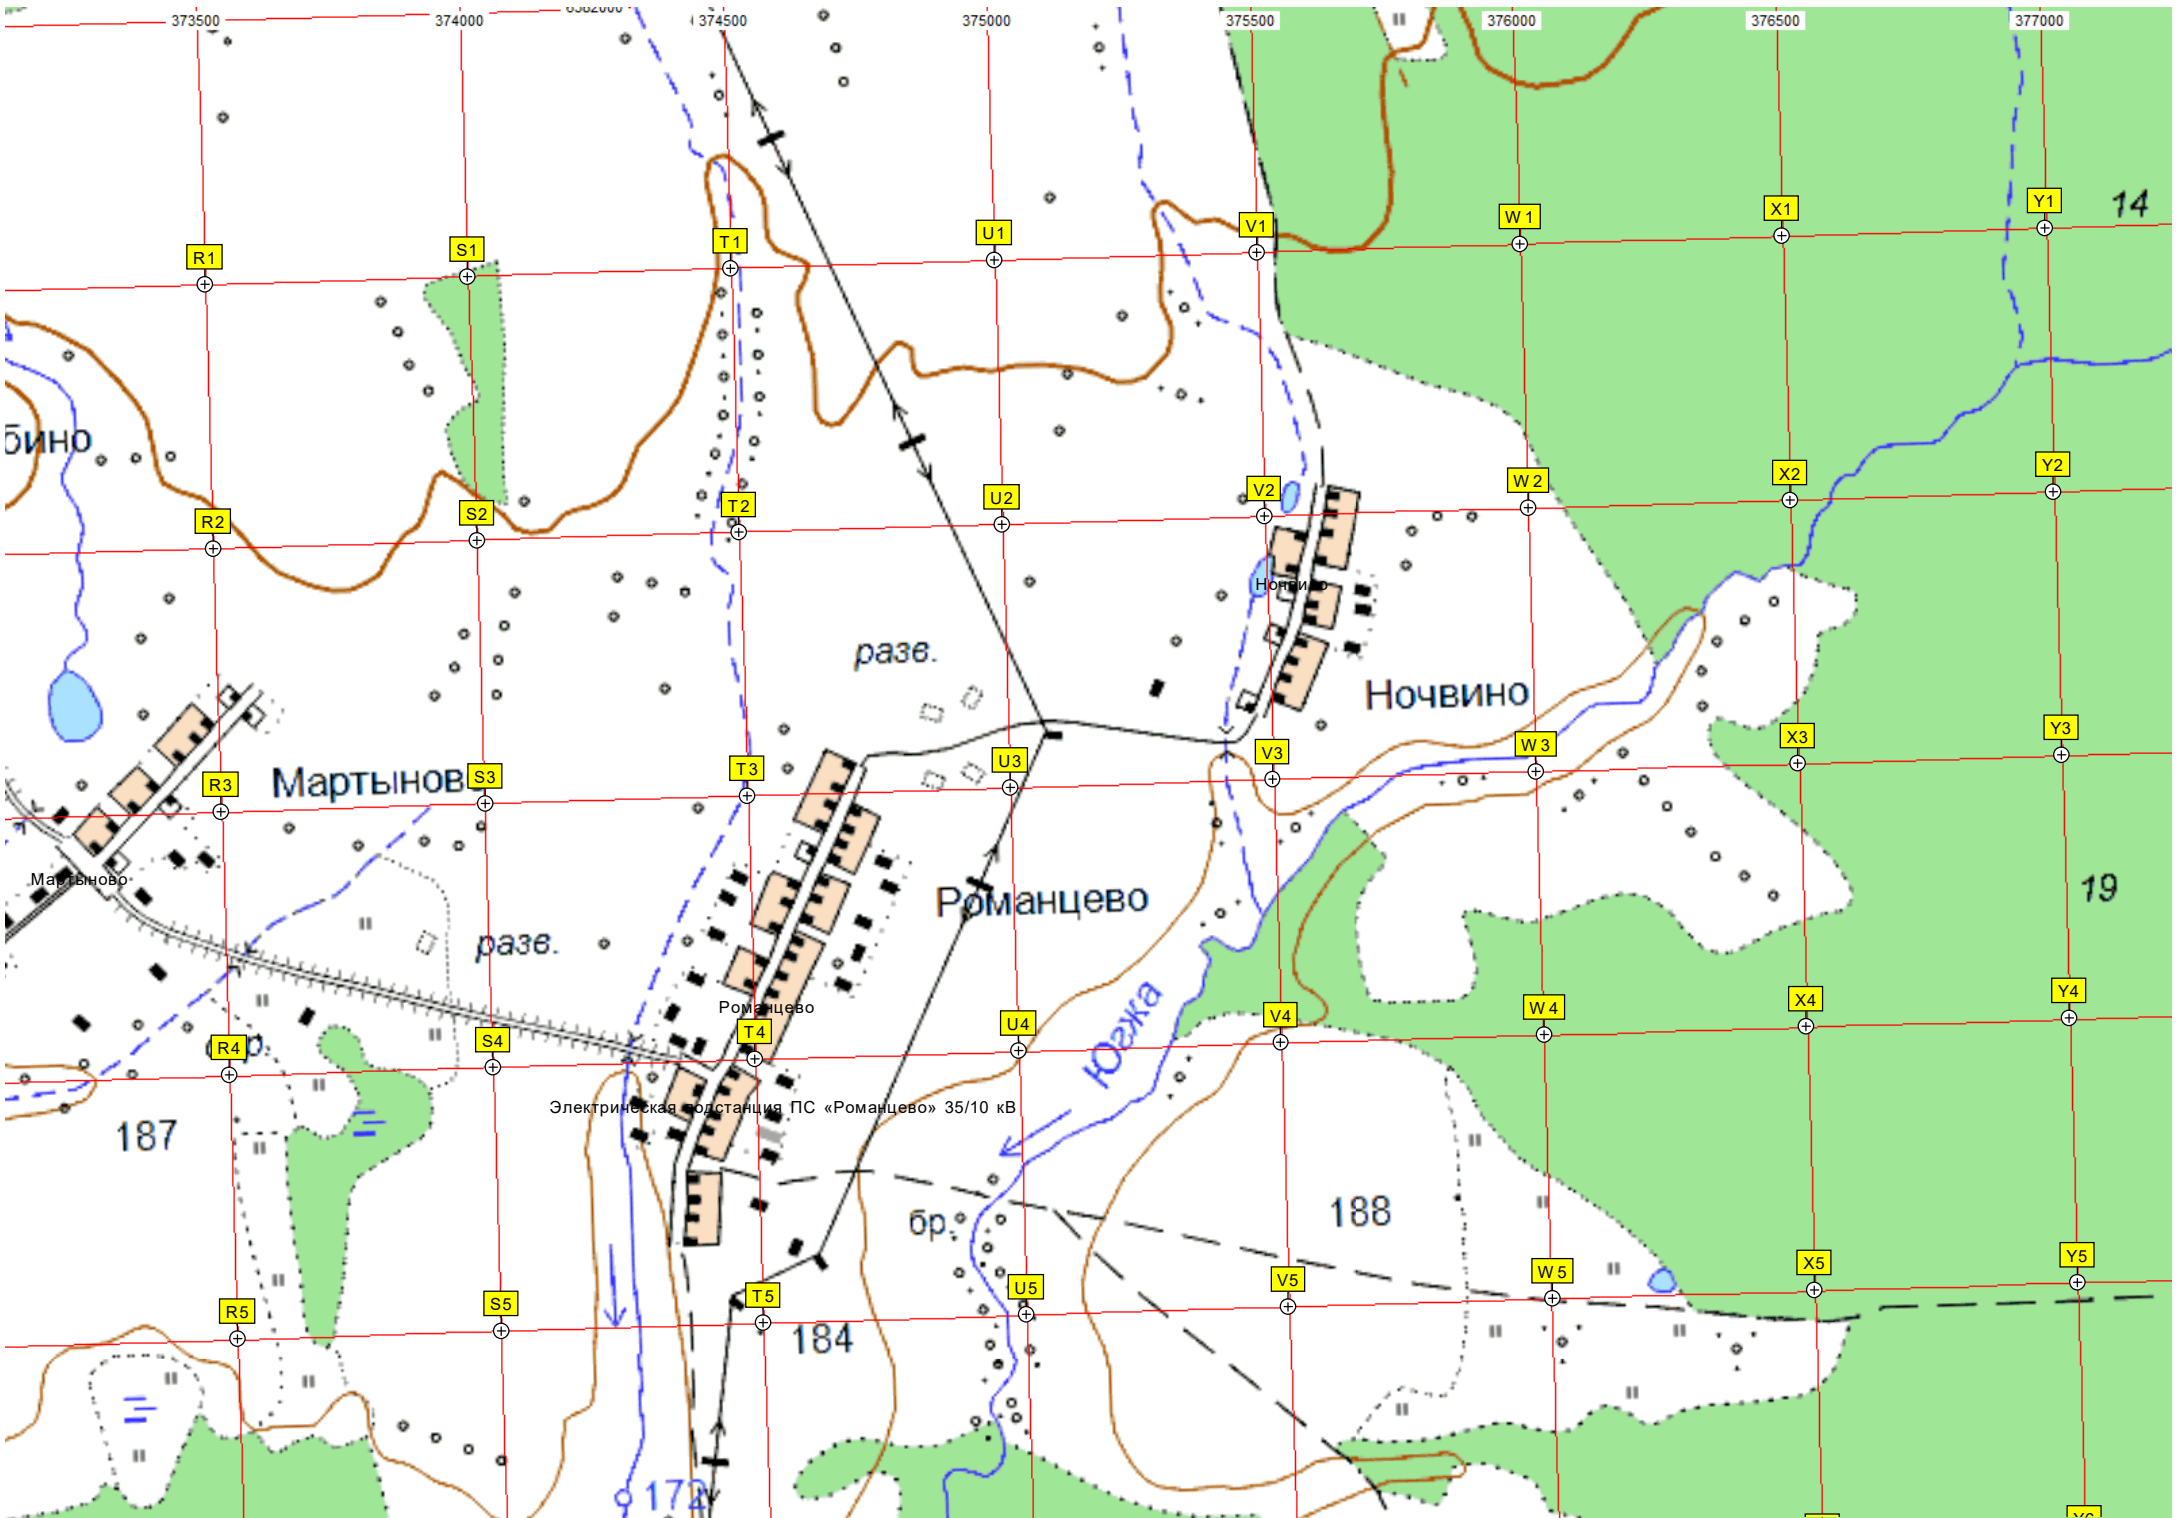 6382000
373500 374000 374500 375000 375500 376000 376500 377000
14
R1 S1 T1 U1 V1 W1 X1 Y1
бино
R2 S2 T2 U2 V2 W2 X2 Y2
Ночвино
разв.
Ночвино
R3 S3 T3 U3 V3 W3 X3 Y3
Мартынов
Мартыново
19
Романцево
разв.
Романцево
Югжа
R4 S4 T4 U4 V4 W4 X4 Y4
Электрическая подстанция ПС «Романцево» 35/10 кВ
187
188
бр.
R5 S5 T5 U5 V5 W5 X5 Y5
184
172